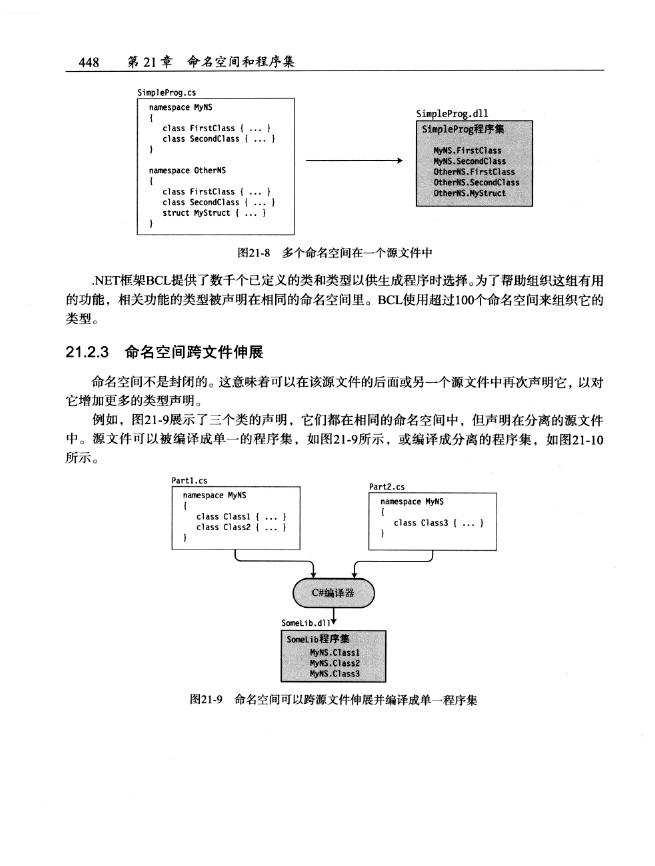 448 第 21 章 命名空间和程序集
SimpleProg.cs
namespace MyNS
{
class FirstClass { ... }
class SecondClass { ... }
}
namespace OtherNS
{
class FirstClass { ... }
class SecondClass { ... }
struct MyStruct { ... }
}
SimpleProg.dll
SimpleProg程序集
MyNS.FirstClass
MyNS.SecondClass
OtherNS.FirstClass
OtherNS.SecondClass
OtherNS.MyStruct
图21-8 多个命名空间在一个源文件中
.NET框架BCL提供了数千个已定义的类和类型以供生成程序时选择。为了帮助组织这组有用
的功能，相关功能的类型被声明在相同的命名空间里。BCL使用超过100个命名空间来组织它的
类型。
21.2.3 命名空间跨文件伸展
命名空间不是封闭的。这意味着可以在该源文件的后面或另一个源文件中再次声明它，以对
它增加更多的类型声明。
例如，图21-9展示了三个类的声明，它们都在相同的命名空间中，但声明在分离的源文件
中。源文件可以被编译成单一的程序集，如图21-9所示，或编译成分离的程序集，如图21-10
所示。
Part1.cs
namespace MyNS
{
class Class1 { ... }
class Class2 { ... }
}
Part2.cs
namespace MyNS
{
class Class3 { ... }
}
C#编译器
SomeLib.dll
SomeLib程序集
MyNS.Class1
MyNS.Class2
MyNS.Class3
图21-9 命名空间可以跨源文件伸展并编译成单一程序集